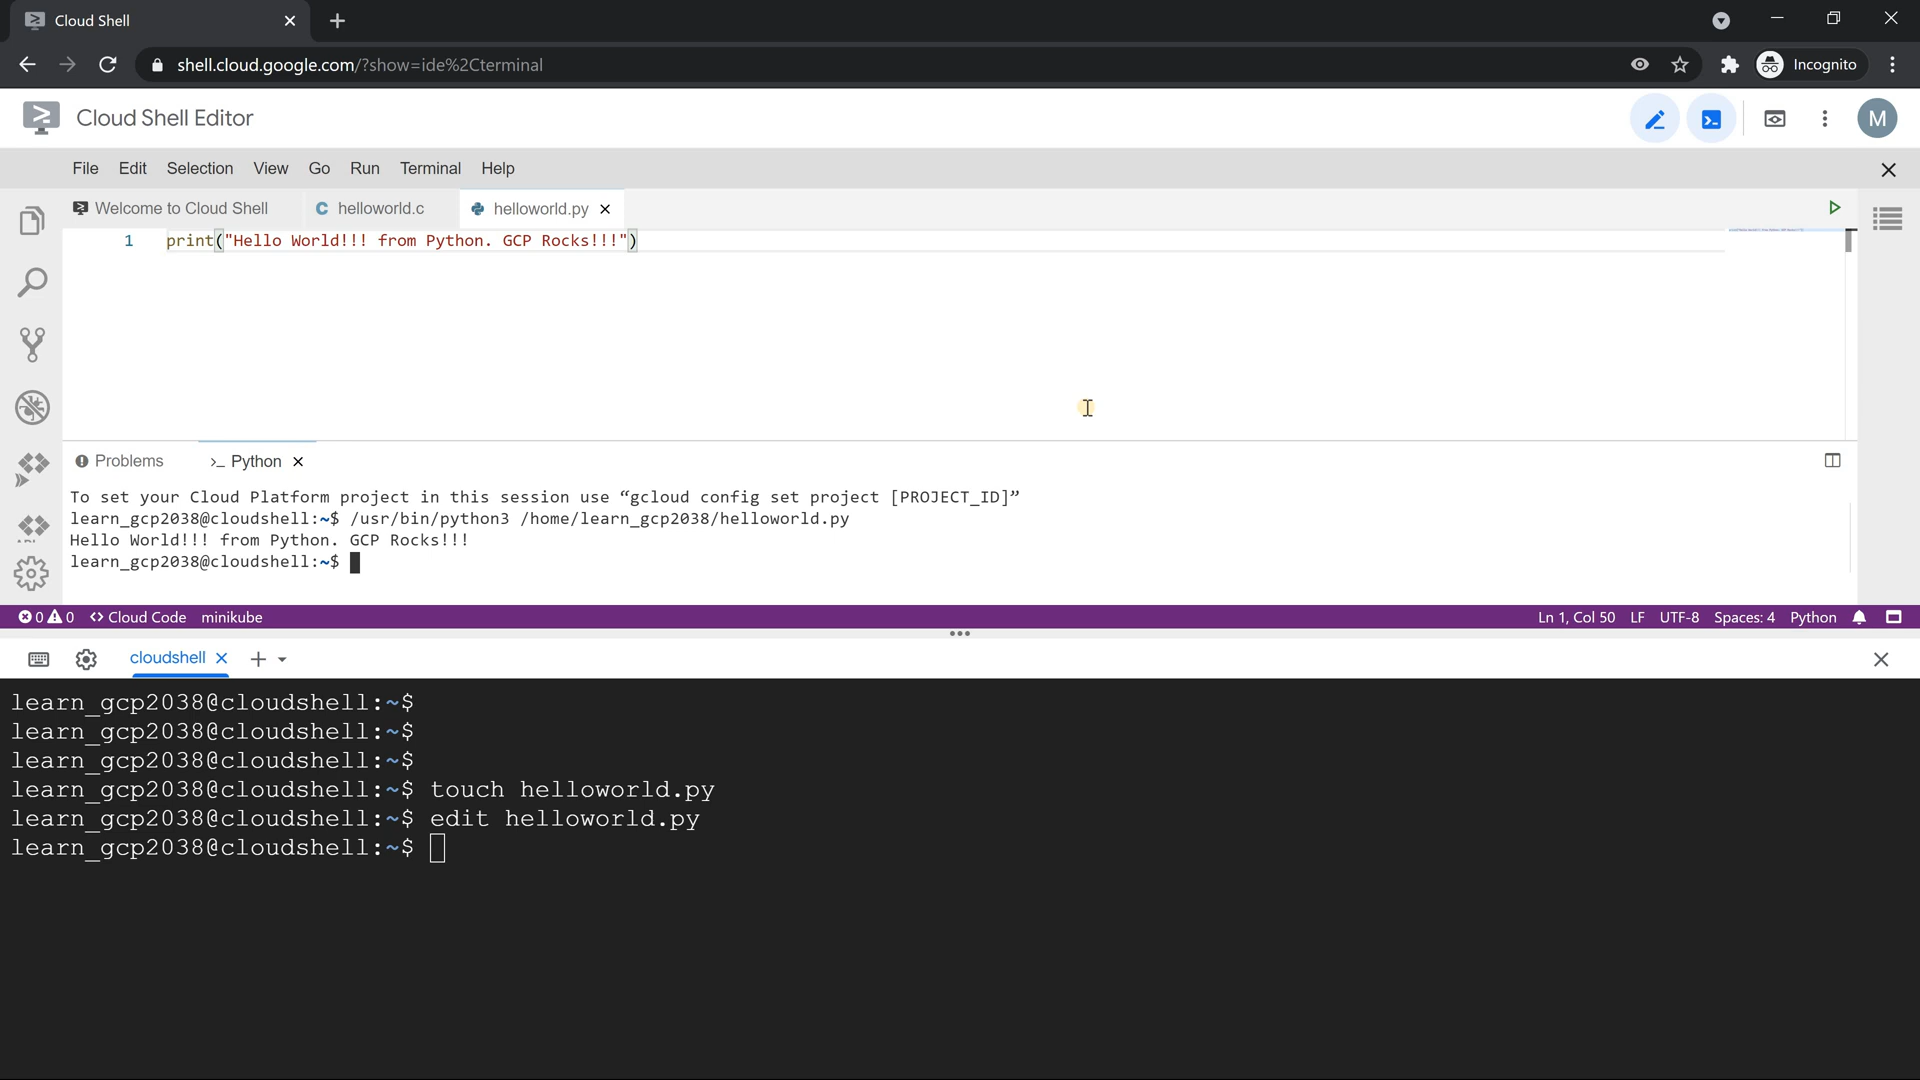 Cloud Shell
shell.cloud.google.com/?show=ide%2Cterminal
Incognito
Cloud Shell Editor
M
File Edit Selection View Go Run Terminal Help
Welcome to Cloud Shell helloworld.c helloworld.py
1 print("Hello World!!! from Python. GCP Rocks!!!")
Problems >_ Python
To set your Cloud Platform project in this session use “gcloud config set project [PROJECT_ID]”
learn_gcp2038@cloudshell:~$ /usr/bin/python3 /home/learn_gcp2038/helloworld.py
Hello World!!! from Python. GCP Rocks!!!
learn_gcp2038@cloudshell:~$
0 0 <> Cloud Code minikube Ln 1, Col 50 LF UTF-8 Spaces: 4 Python
cloudshell
learn_gcp2038@cloudshell:~$
learn_gcp2038@cloudshell:~$
learn_gcp2038@cloudshell:~$
learn_gcp2038@cloudshell:~$ touch helloworld.py
learn_gcp2038@cloudshell:~$ edit helloworld.py
learn_gcp2038@cloudshell:~$